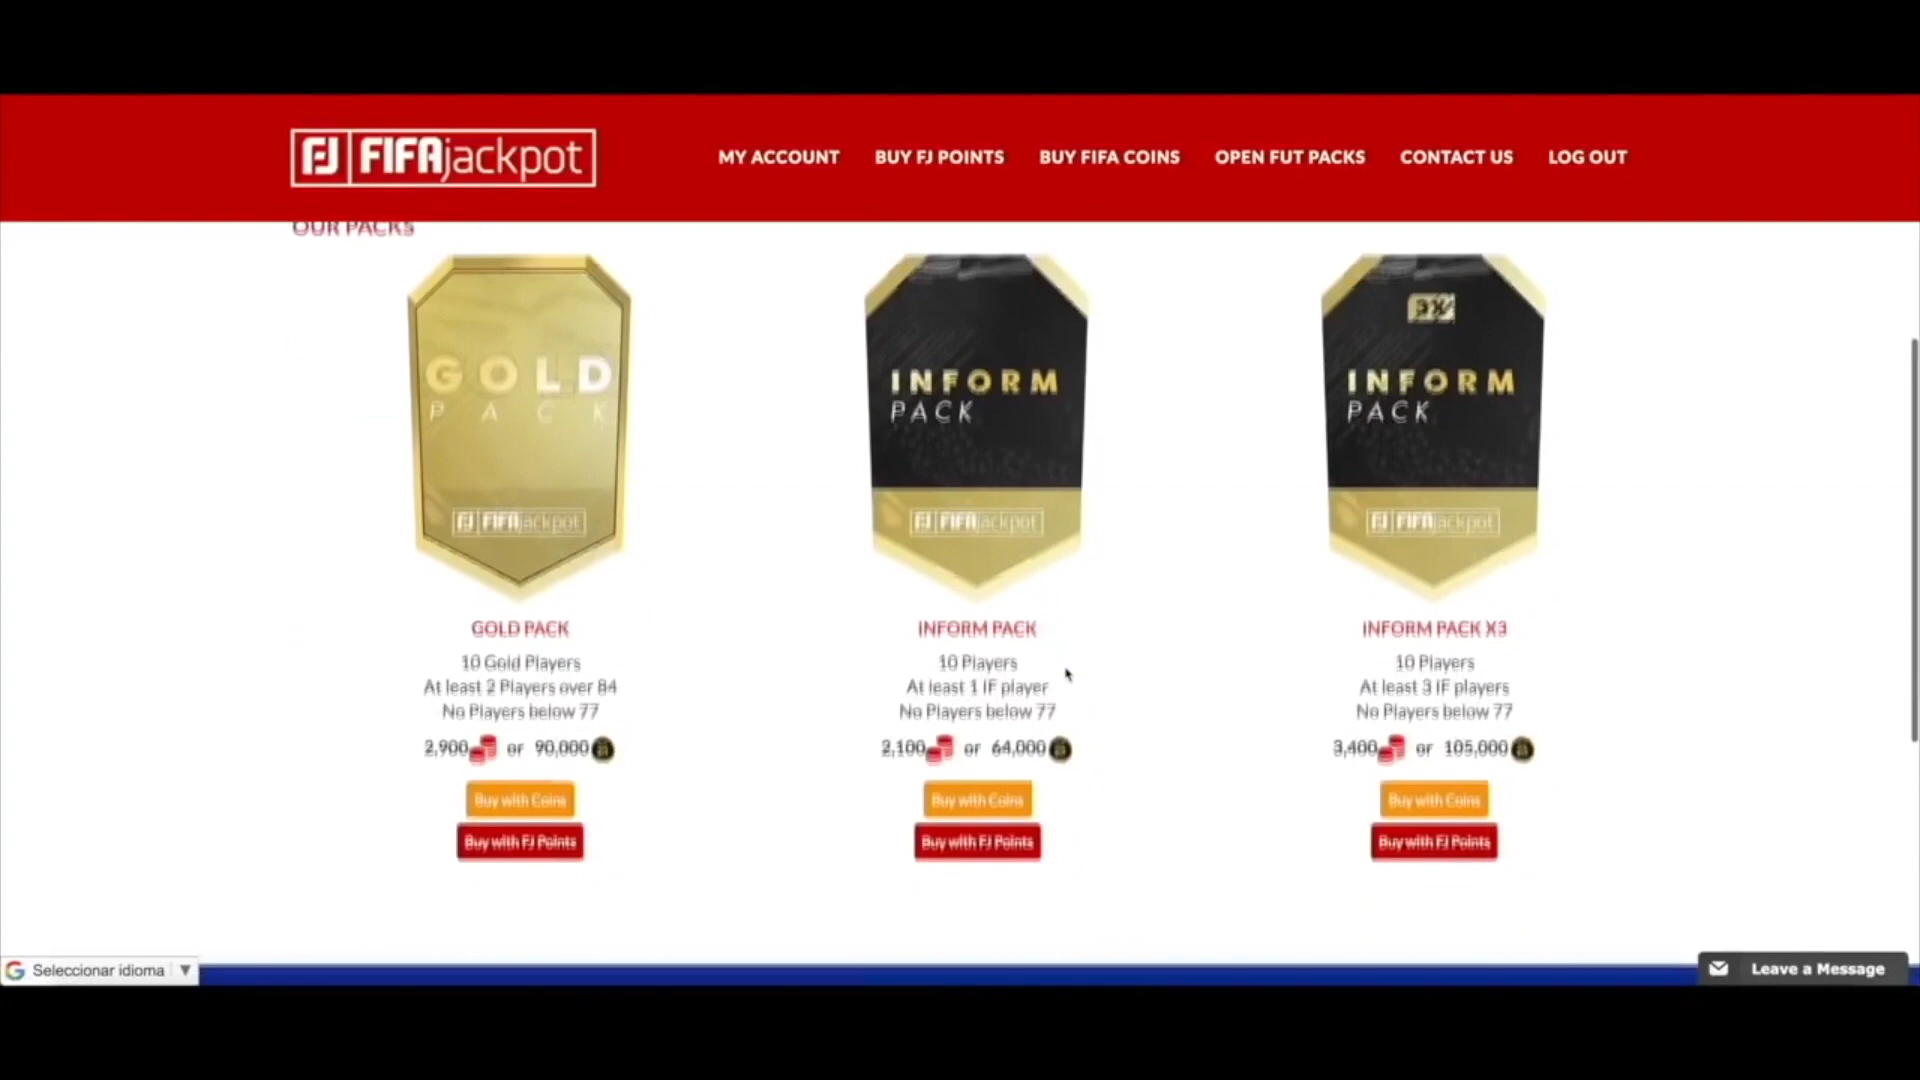 FJ FIFAjackpot
MY ACCOUNT
BUY FJ POINTS
BUY FIFA COINS
OPEN FUT PACKS
CONTACT US
LOG OUT
OUR PACKS
GOLD
PACK
FJ FIFAjackpot
INFORM
PACK
FJ FIFAjackpot
3X
INFORM
PACK
FJ FIFAjackpot
GOLD PACK
10 Gold Players
At least 2 Players over 84
No Players below 77
2,900 or 90,000
Buy with Coins
Buy with FJ Points
INFORM PACK
10 Players
At least 1 IF player
No Players below 77
2,100 or 64,000
Buy with Coins
Buy with FJ Points
INFORM PACK X3
10 Players
At least 3 IF players
No Players below 77
3,400 or 105,000
Buy with Coins
Buy with FJ Points
G Seleccionar idioma ▼
Leave a Message